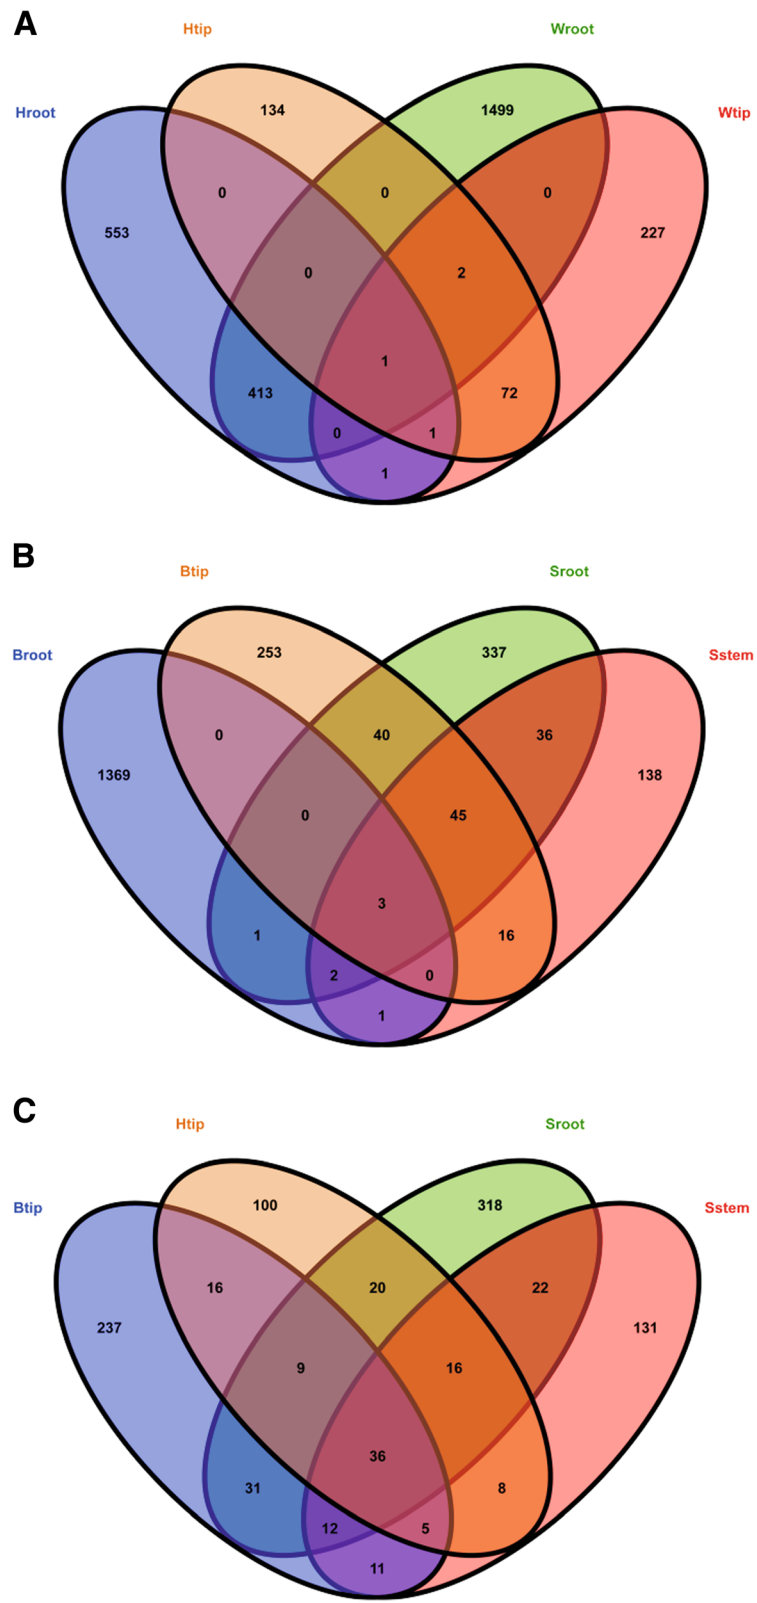 A
Htip Wroot
Hroot Wtip
134 1499
553 0 0 0 227
0 2
1
413 72
0 1
1
B
Btip Sroot
Broot Sstem
253 337
1369 0 40 36 138
0 45
3
1 16
2 0
1
C
Htip Sroot
Btip Sstem
100 318
237 16 20 22 131
9 16
36
31 8
12 5
11